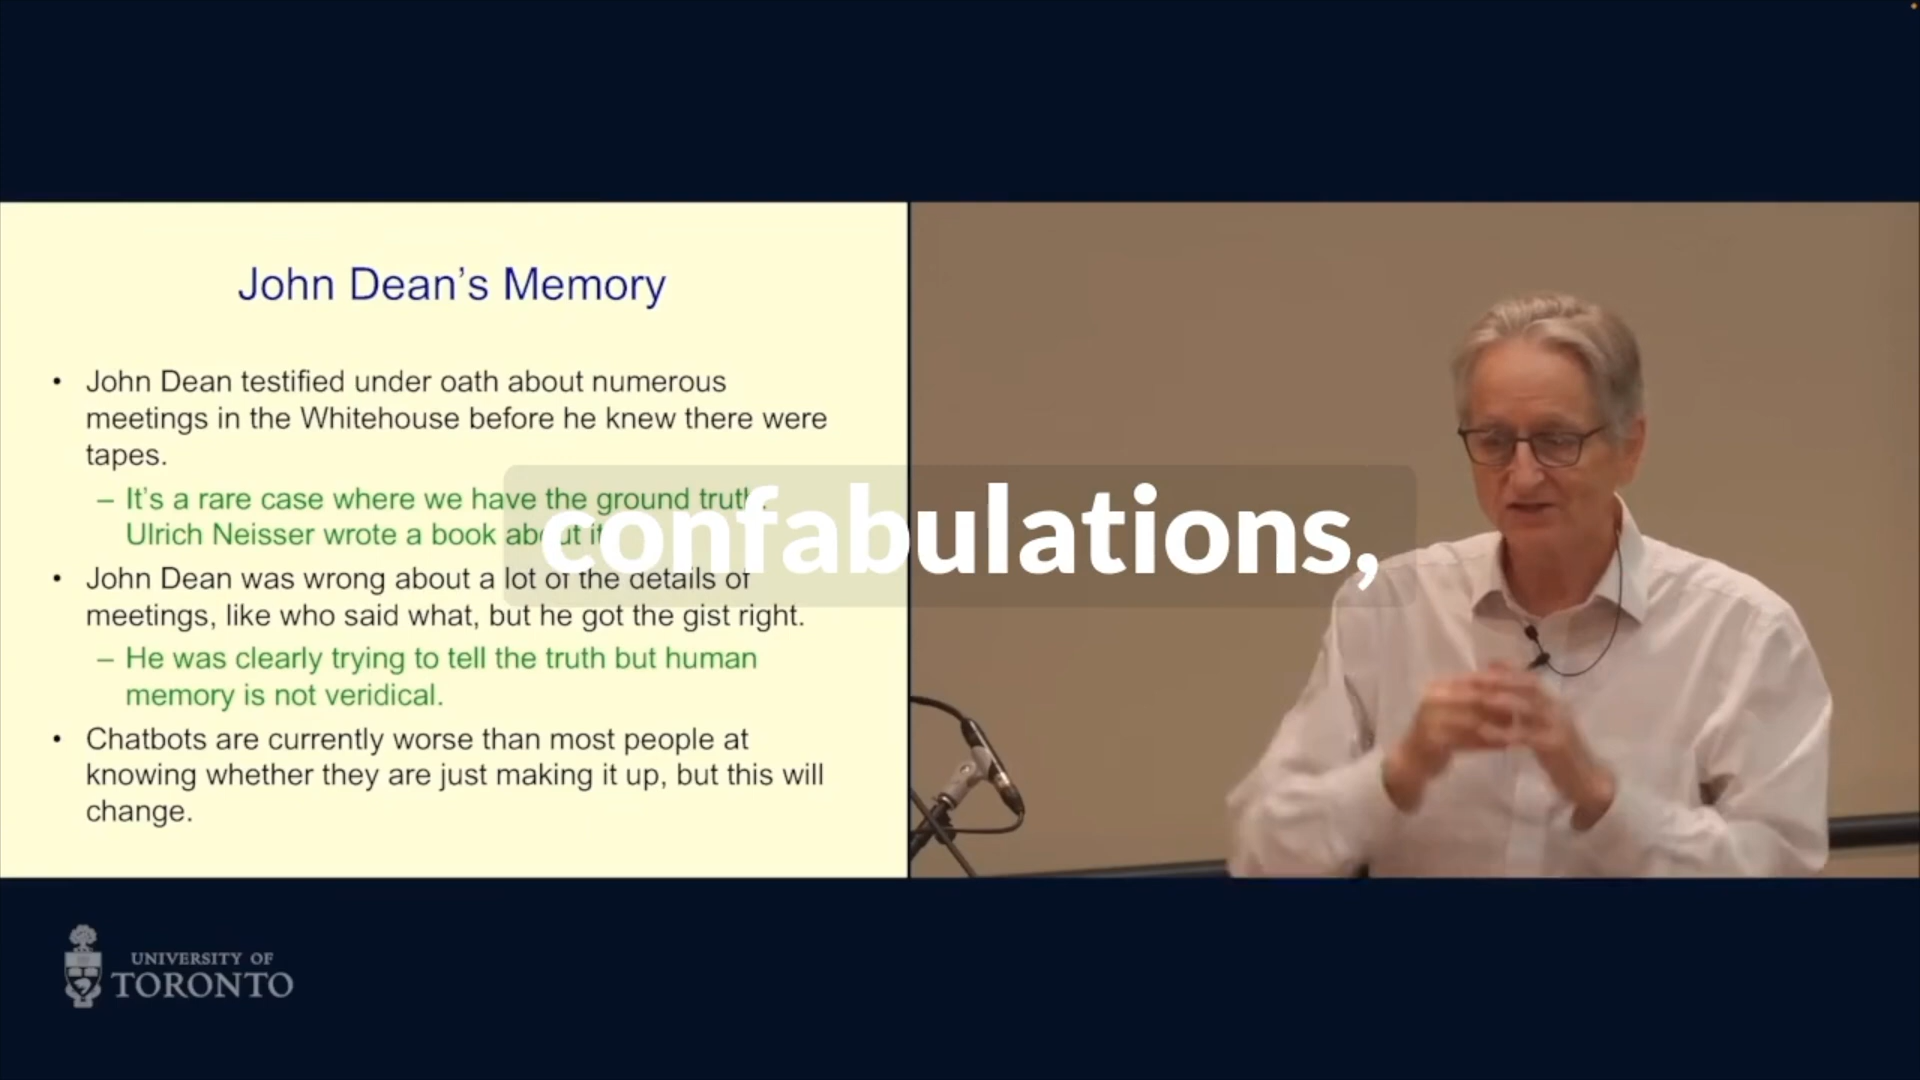 John Dean's Memory
• John Dean testified under oath about numerous
meetings in the Whitehouse before he knew there were
tapes.
– It's a rare case where we have the ground truth.
Ulrich Neisser wrote a book about it
• John Dean was wrong about a lot of the details of
meetings, like who said what, but he got the gist right.
– He was clearly trying to tell the truth but human
memory is not veridical.
• Chatbots are currently worse than most people at
knowing whether they are just making it up, but this will
change.
confabulations,
UNIVERSITY OF
TORONTO